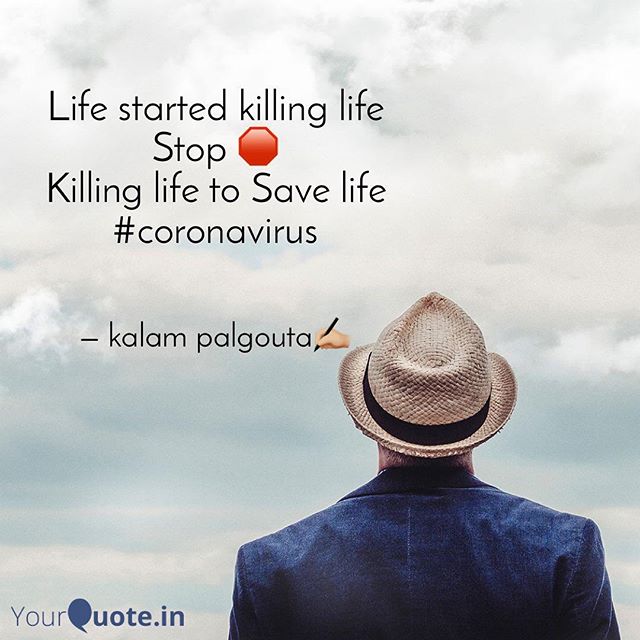 Life started killing life
Stop 🛑
Killing life to Save life
#coronavirus
– kalam palgouta✍🏼
YourQuote.in